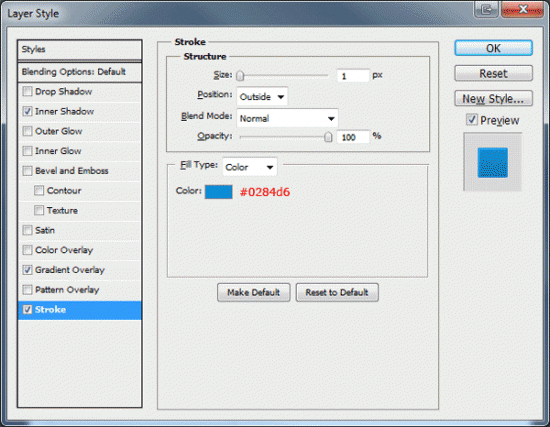 Layer Style
Styles
Blending Options: Default
Drop Shadow
Inner Shadow
Outer Glow
Inner Glow
Bevel and Emboss
Contour
Texture
Satin
Color Overlay
Gradient Overlay
Pattern Overlay
Stroke
Stroke
Structure
Size: 1 px
Position: Outside
Blend Mode: Normal
Opacity: 100 %
Fill Type: Color
Color: #0284d6
Make Default Reset to Default
OK
Reset
New Style...
Preview